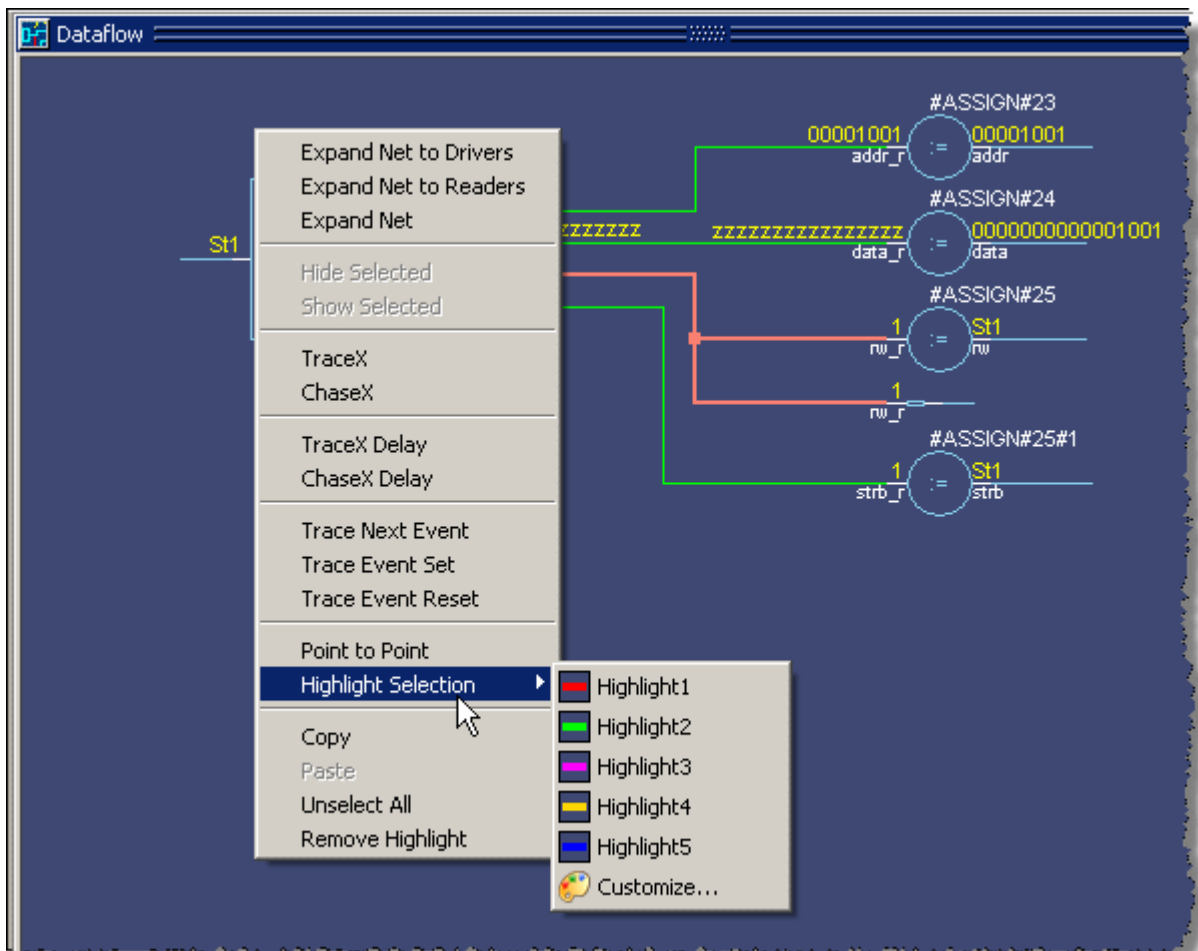 Dataflow
#ASSIGN#23
00001001
00001001
addr_r
:=
addr
#ASSIGN#24
St1
zzzzzzz
zzzzzzzzzzzzzzzz
0000000000001001
data_r
:=
data
#ASSIGN#25
1
St1
rw_r
:=
rw
1
rw_r
#ASSIGN#25#1
1
St1
strb_r
:=
strb
Expand Net to Drivers
Expand Net to Readers
Expand Net
Hide Selected
Show Selected
TraceX
ChaseX
TraceX Delay
ChaseX Delay
Trace Next Event
Trace Event Set
Trace Event Reset
Point to Point
Highlight Selection
Copy
Paste
Unselect All
Remove Highlight
Highlight1
Highlight2
Highlight3
Highlight4
Highlight5
Customize...